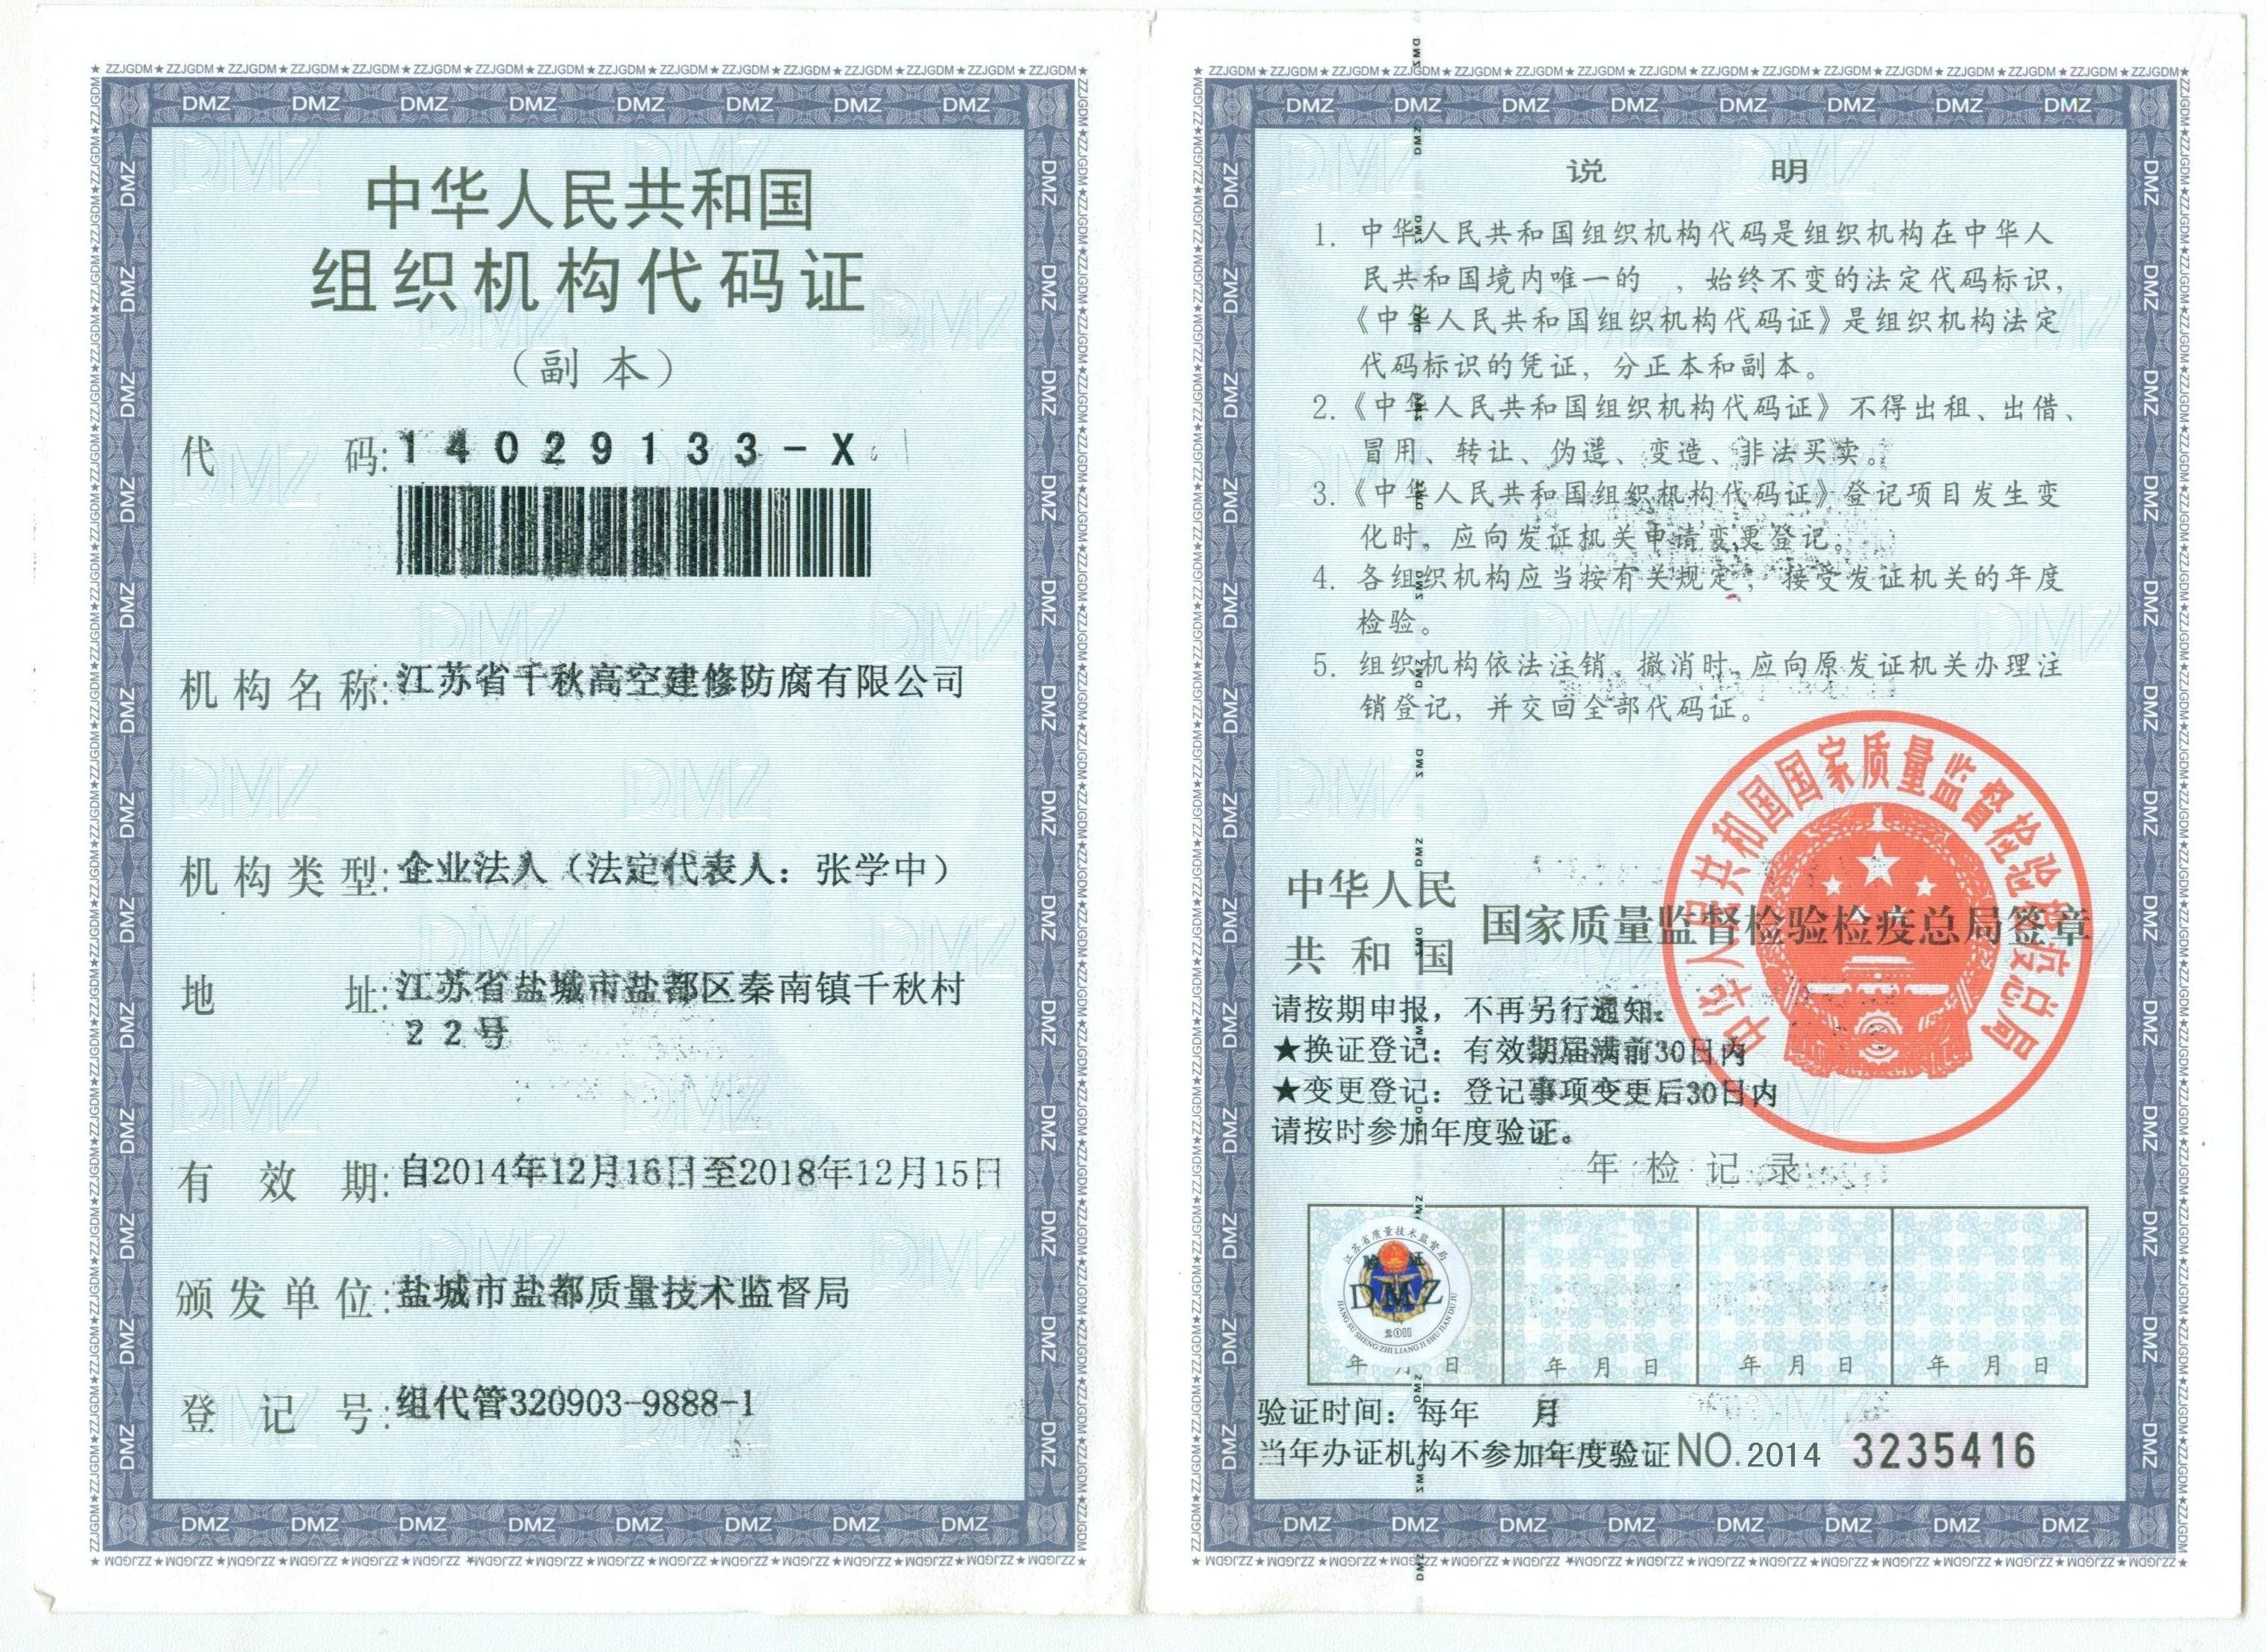 中华人民共和国
组织机构代码证
（副 本）
代 码: 14029133-X
机构名称: 江苏省千秋高空建修防腐有限公司
机构类型: 企业法人（法定代表人：张学中）
地 址: 江苏省盐城市盐都区秦南镇千秋村
22号
有 效 期: 自2014年12月16日至2018年12月15日
颁发单位: 盐城市盐都质量技术监督局
登 记 号: 组代管320903-9888-1
说 明
1. 中华人民共和国组织机构代码是组织机构在中华人
民共和国境内唯一的 ，始终不变的法定代码标识，
《中华人民共和国组织机构代码证》是组织机构法定
代码标识的凭证，分正本和副本。
2.《中华人民共和国组织机构代码证》不得出租、出借、
冒用、转让、伪造、变造、非法买卖。
3.《中华人民共和国组织机构代码证》登记项目发生变
化时，应向发证机关申请变更登记。
4. 各组织机构应当按有关规定，接受发证机关的年度
检验。
5. 组织机构依法注销、撤消时，应向原发证机关办理注
销登记，并交回全部代码证。
中华人民共和国国家质量监督检验检疫总局
中华人民
共和国
国家质量监督检验检疫总局签章
请按期申报，不再另行通知。
★换证登记：有效期届满前30日内
★变更登记：登记事项变更后30日内
请按时参加年度验证。
年检记录
江苏省质量技术监督局
验 证
DMZ
2011
JIANG SU SHENG ZHI LIANG JI SHU JIAN DU JU
年 月 日 年 月 日 年 月 日 年 月 日
验证时间：每年 月
当年办证机构不参加年度验证 NO.2014 3235416